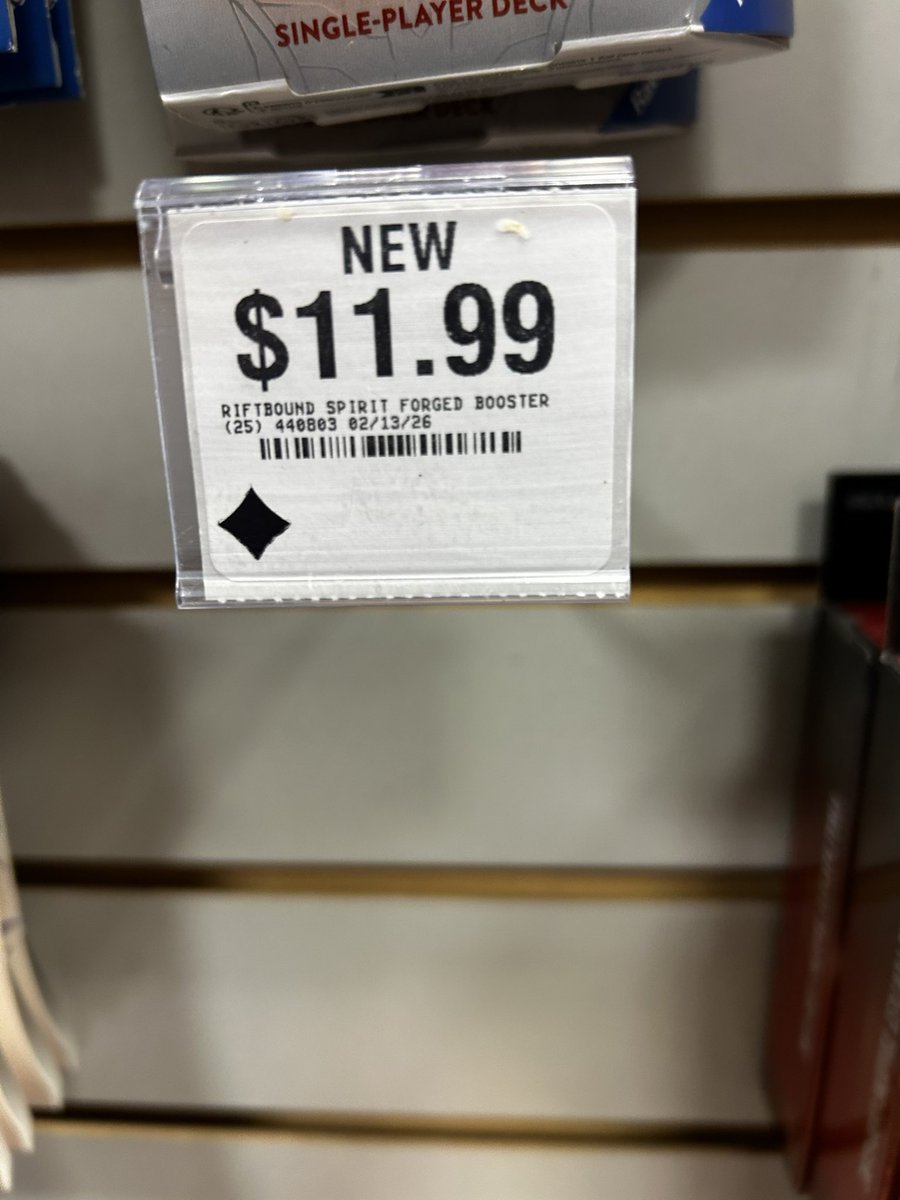 SINGLE-PLAYER DECK
NEW
$11.99
RIFTBOUND SPIRIT FORGED BOOSTER
(25) 440803 02/13/26